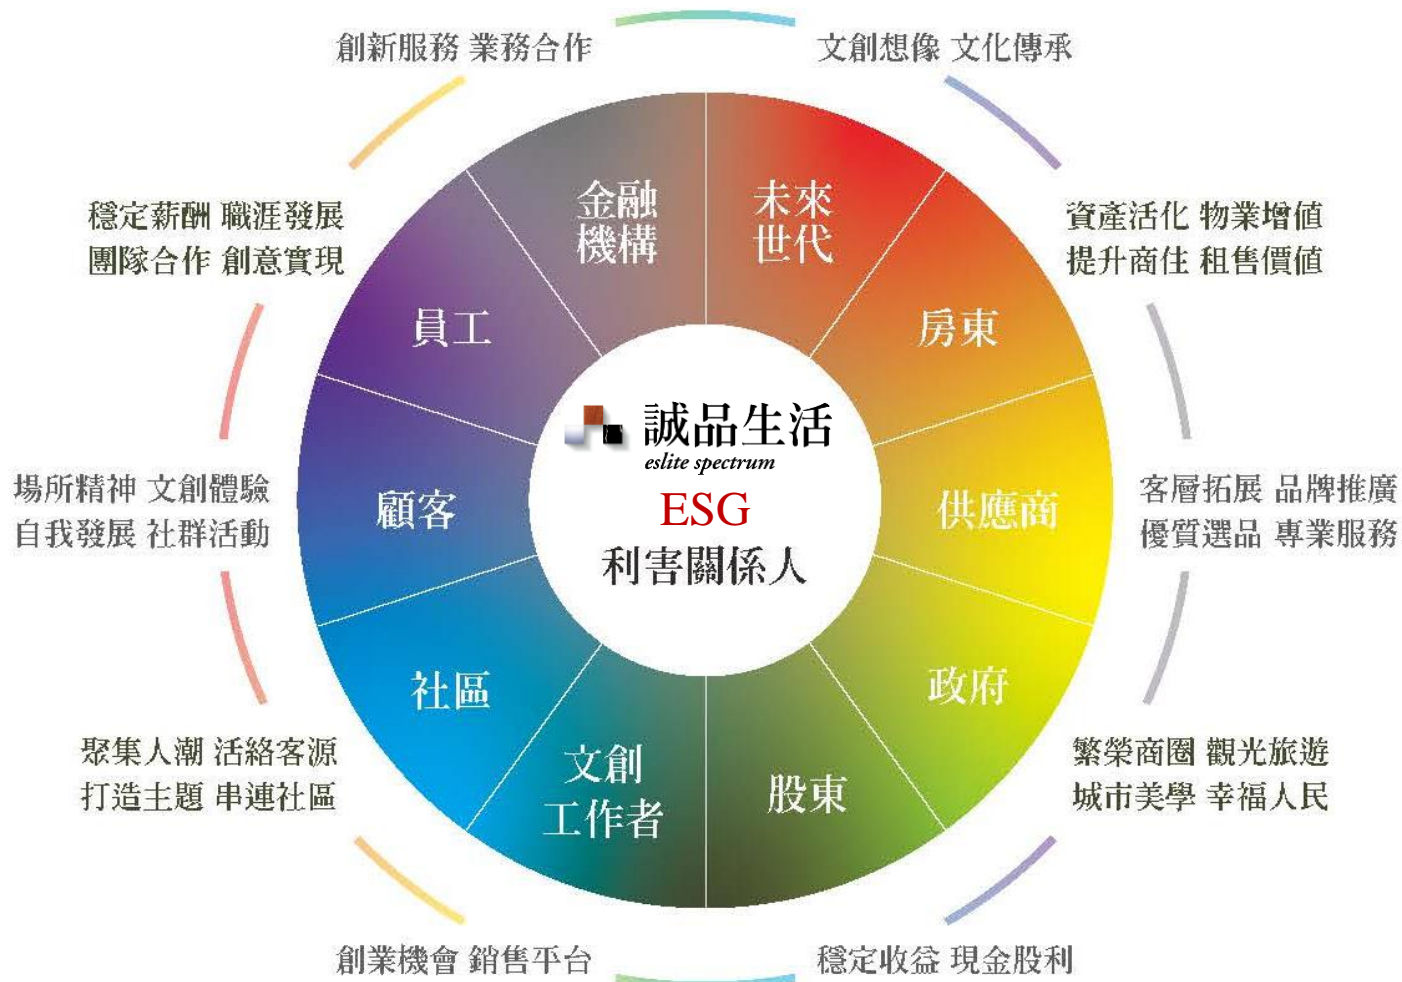 創新服務 業務合作
文創想像 文化傳承
穩定薪酬 職涯發展
團隊合作 創意實現
資產活化 物業增值
提升商住 租售價值
金融
機構
未來
世代
員工
房東
誠品生活
eslite spectrum
ESG
利害關係人
場所精神 文創體驗
自我發展 社群活動
顧客
供應商
客層拓展 品牌推廣
優質選品 專業服務
社區
政府
聚集人潮 活絡客源
打造主題 串連社區
文創
工作者
股東
繁榮商圈 觀光旅遊
城市美學 幸福人民
創業機會 銷售平台
穩定收益 現金股利